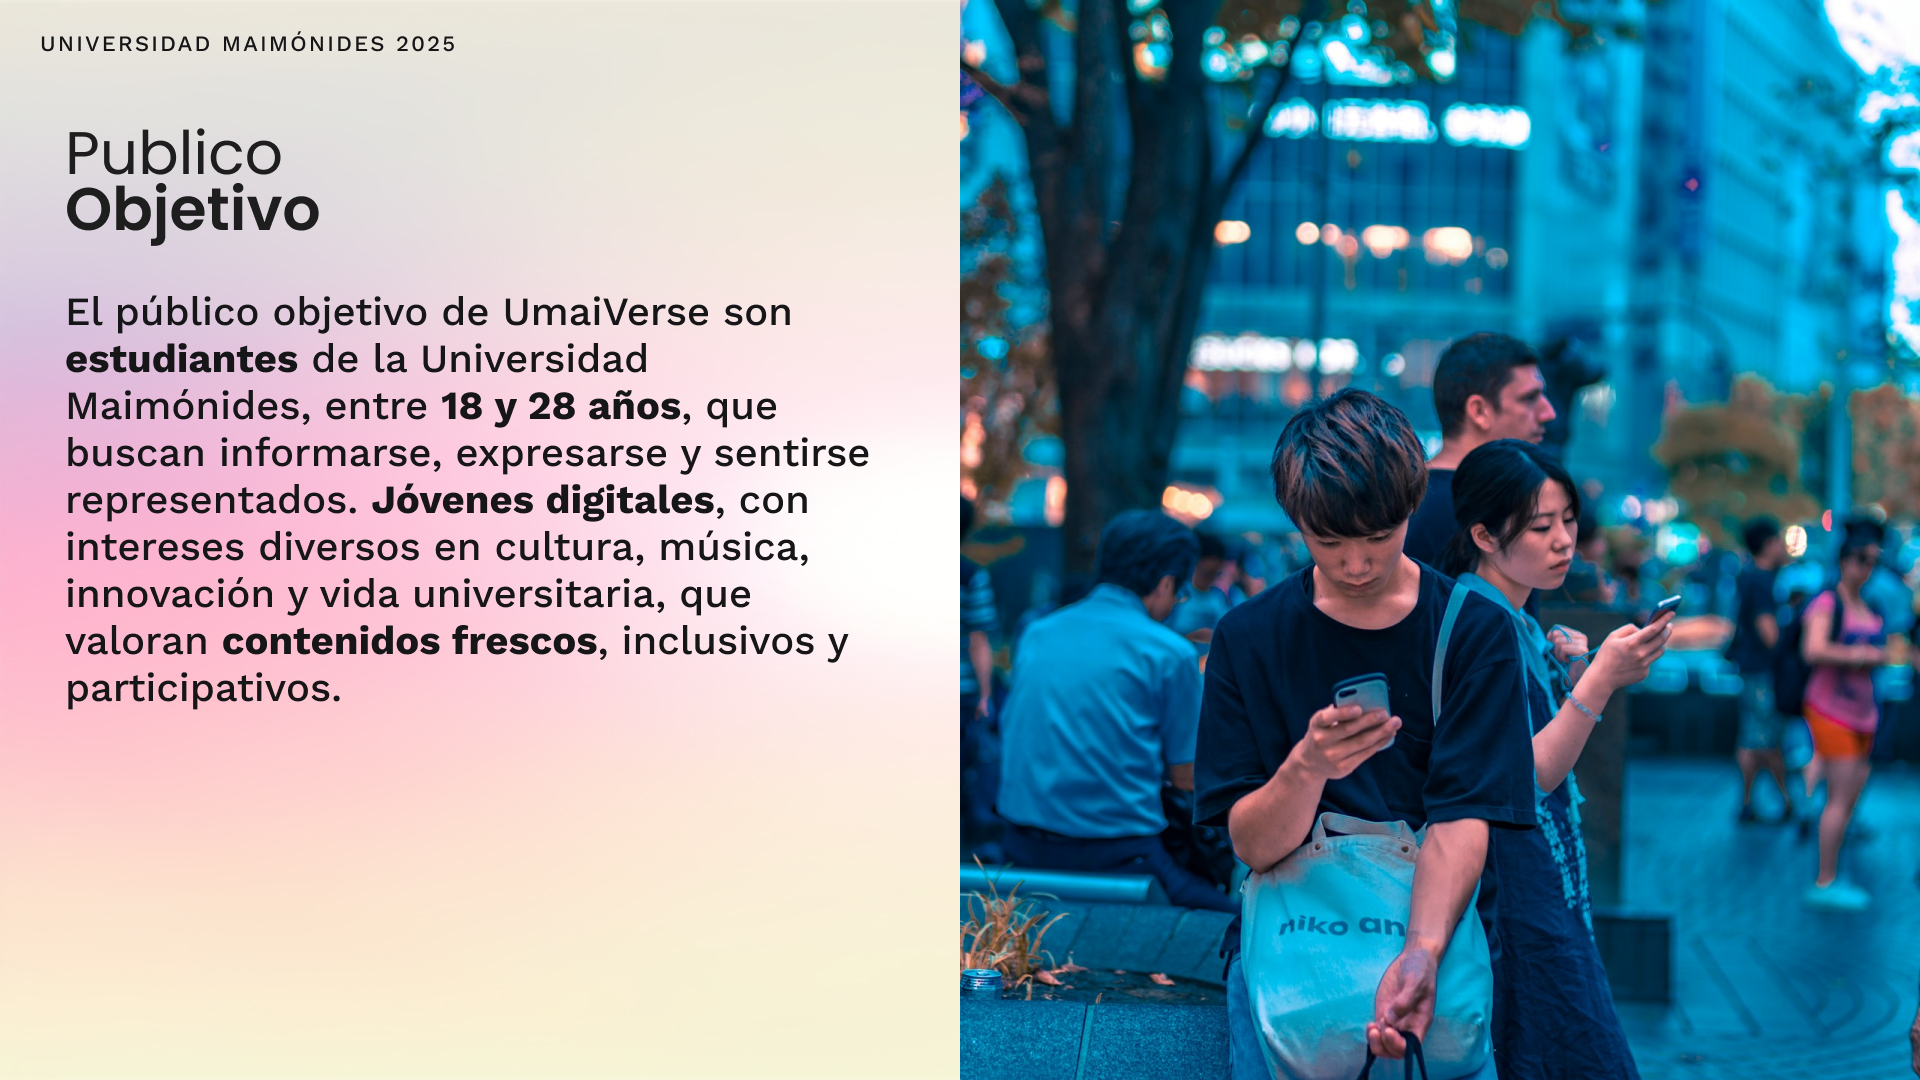 UNIVERSIDAD MAIMÓNIDES 2025
Publico
Objetivo
El público objetivo de UmaiVerse son
estudiantes de la Universidad
Maimónides, entre 18 y 28 años, que
buscan informarse, expresarse y sentirse
representados. Jóvenes digitales, con
intereses diversos en cultura, música,
innovación y vida universitaria, que
valoran contenidos frescos, inclusivos y
participativos.
niko an